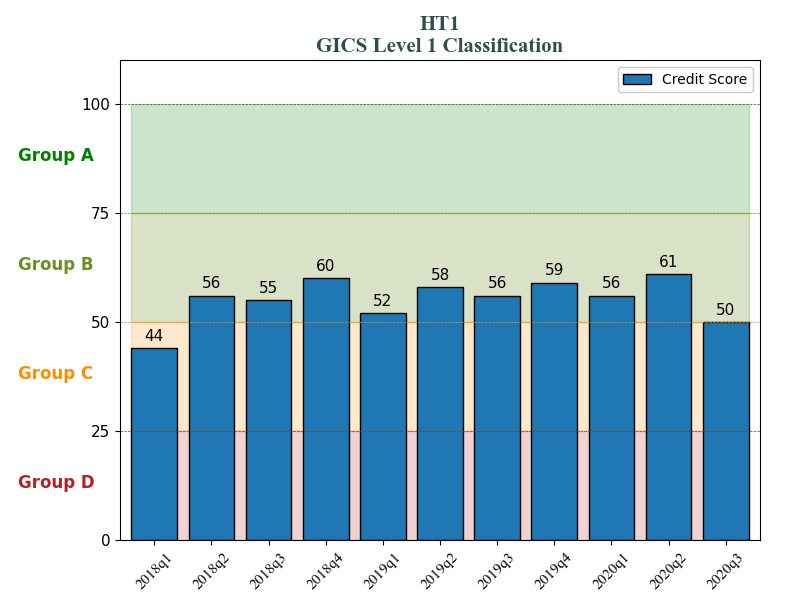 HT1
GICS Level 1 Classification
Credit Score
100
Group A
75
Group B
50
Group C
25
Group D
0
44
56
55
60
52
58
56
59
56
61
50
2018q1
2018q2
2018q3
2018q4
2019q1
2019q2
2019q3
2019q4
2020q1
2020q2
2020q3